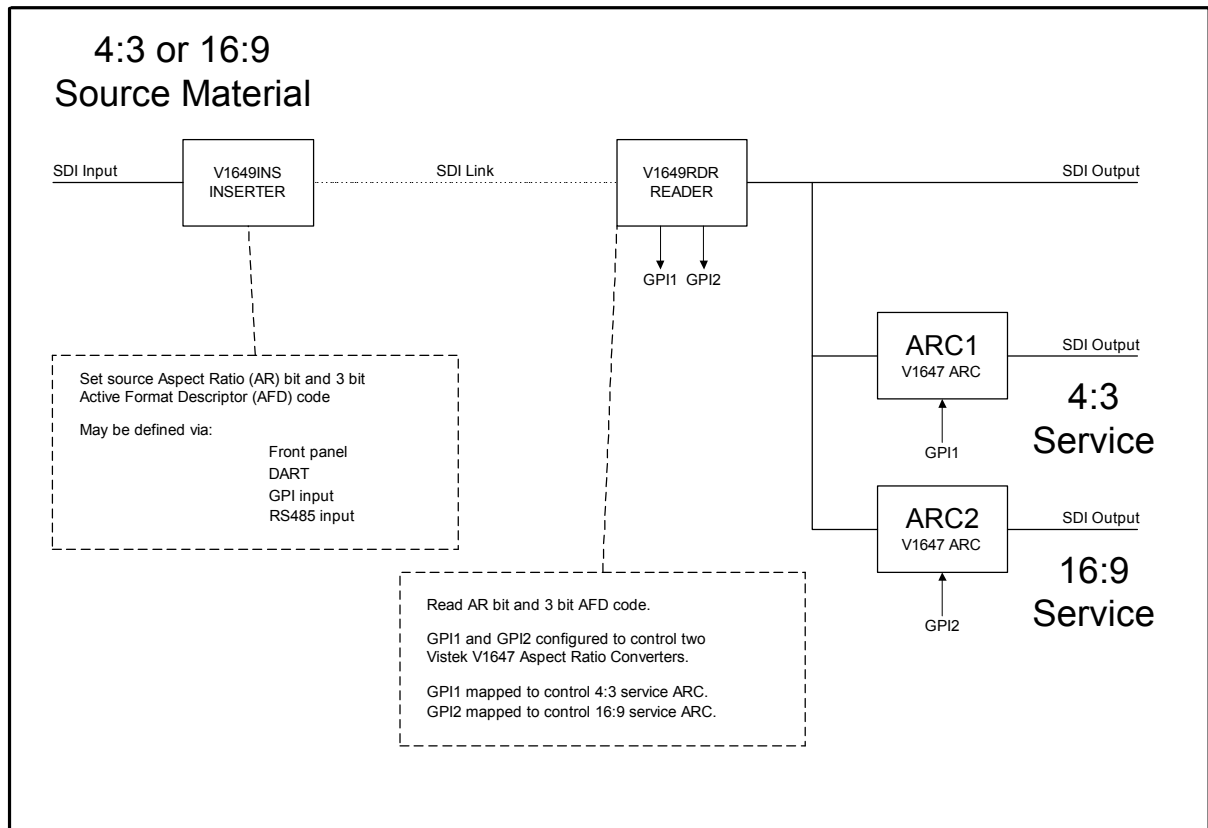 4:3 or 16:9
Source Material
SDI Input
V1649INS
INSERTER
SDI Link
V1649RDR
READER
SDI Output
GPI1 GPI2
ARC1
V1647 ARC
SDI Output
4:3
Service
GPI1
ARC2
V1647 ARC
SDI Output
16:9
Service
GPI2
Set source Aspect Ratio (AR) bit and 3 bit
Active Format Descriptor (AFD) code
May be defined via:
Front panel
DART
GPI input
RS485 input
Read AR bit and 3 bit AFD code.
GPI1 and GPI2 configured to control two
Vistek V1647 Aspect Ratio Converters.
GPI1 mapped to control 4:3 service ARC.
GPI2 mapped to control 16:9 service ARC.